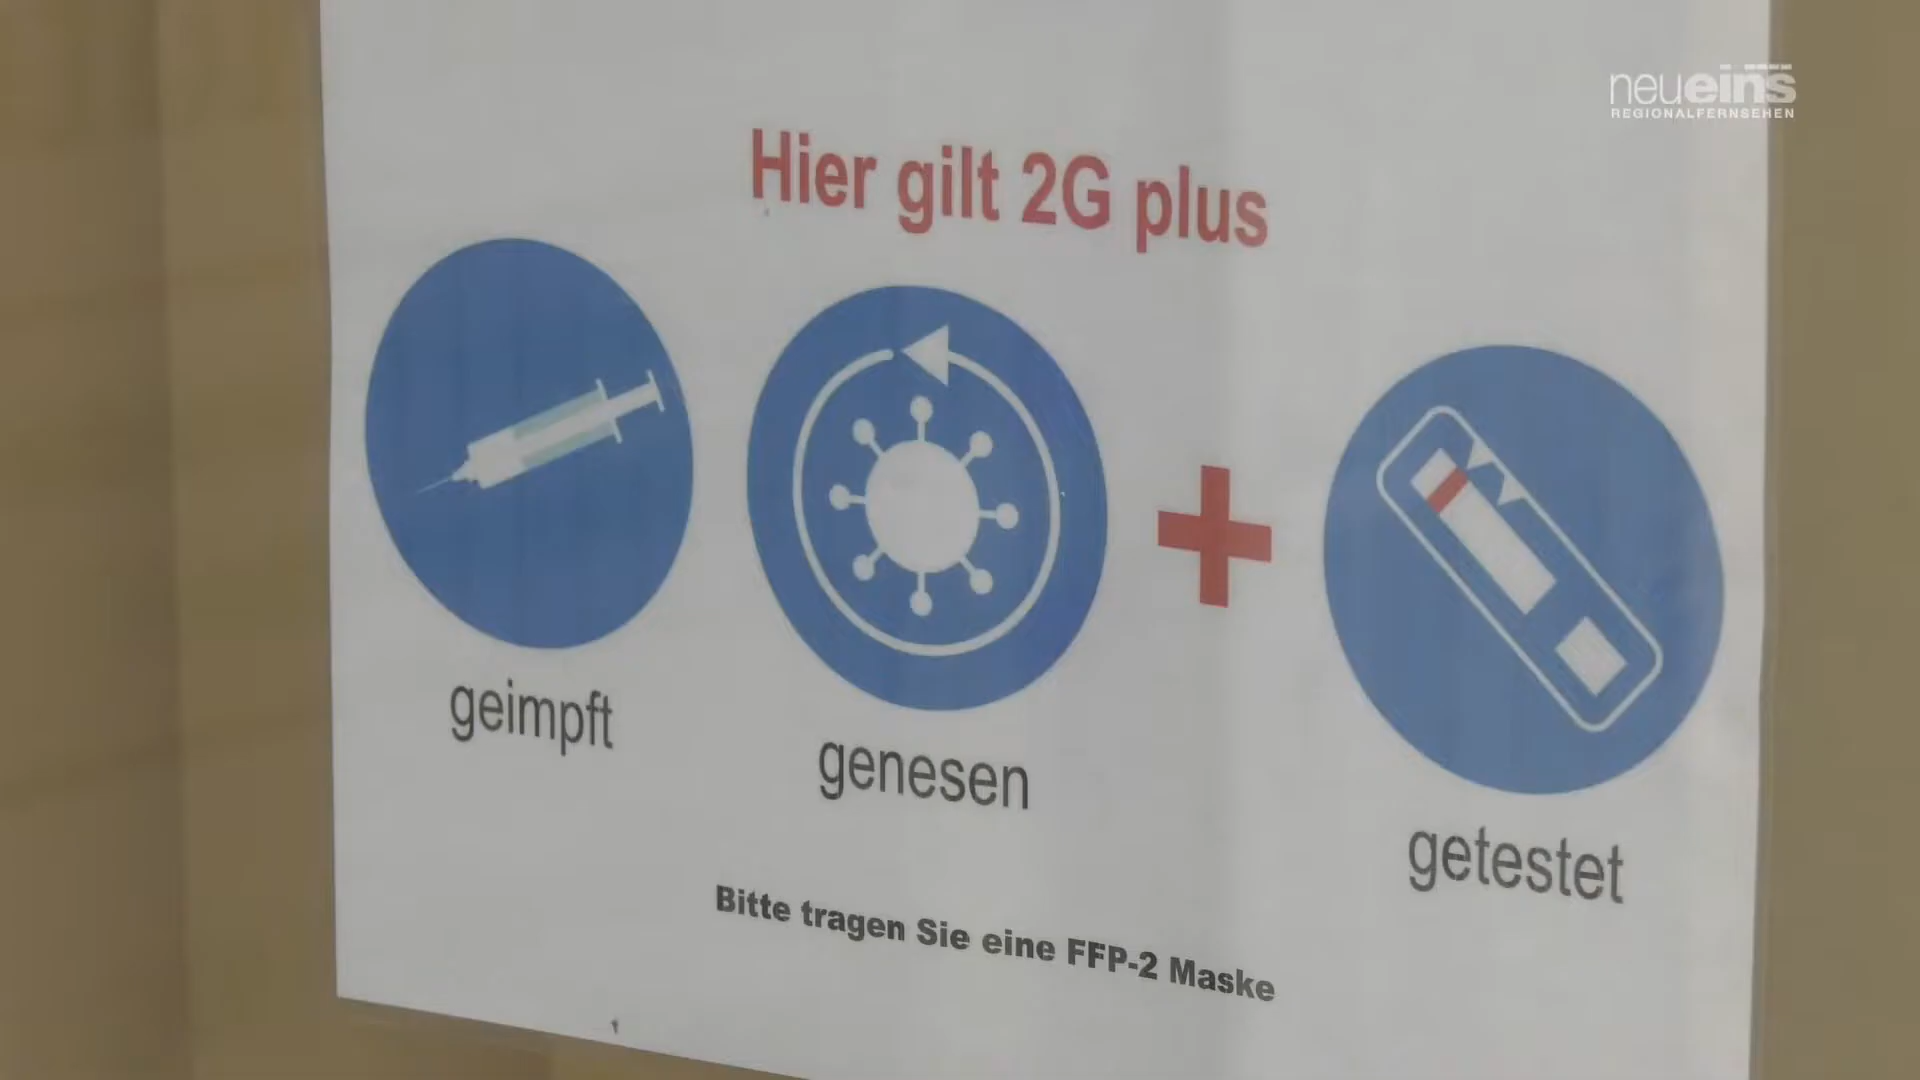 neueins
REGIONALFERNSEHEN
Hier gilt 2G plus
geimpft
genesen
getestet
Bitte tragen Sie eine FFP-2 Maske